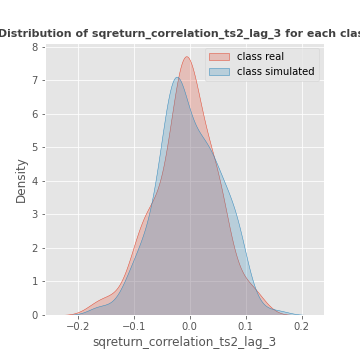 Distribution of sqreturn_correlation_ts2_lag_3 for each clas
class real
class simulated
8
7
6
5
4
3
2
1
0
Density
−0.2 −0.1 0.0 0.1 0.2
sqreturn_correlation_ts2_lag_3